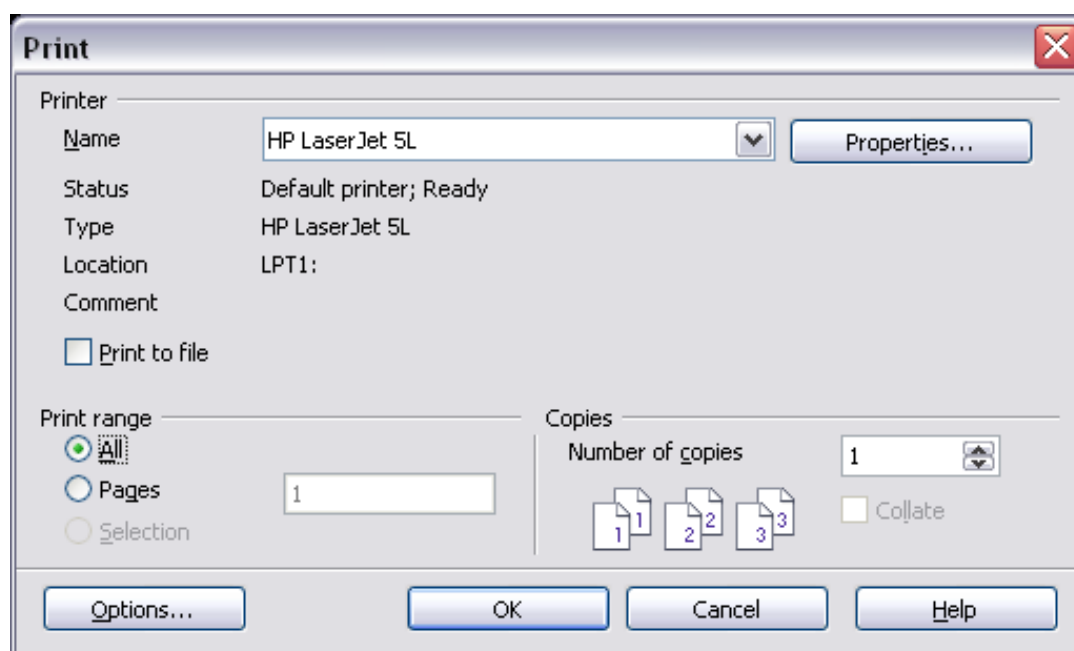 Print
Printer
Name HP LaserJet 5L Properties...
Status Default printer; Ready
Type HP LaserJet 5L
Location LPT1:
Comment
Print to file
Print range Copies
All Number of copies 1
Pages 1
1 1 2 2 3 3 Collate
Selection
Options... OK Cancel Help